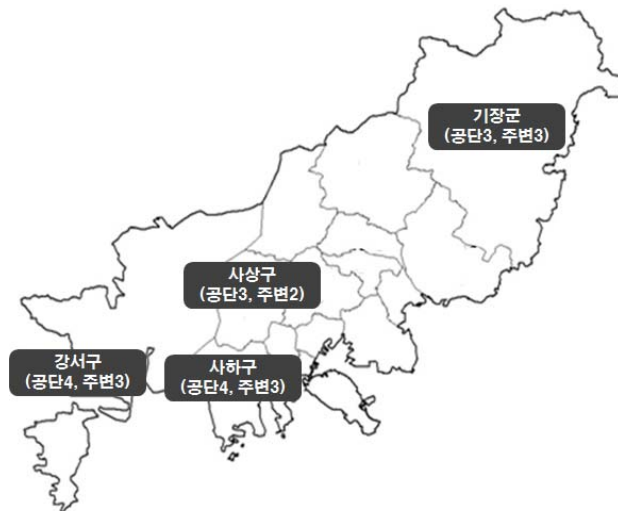 기장군
(공단3, 주변3)
사상구
(공단3, 주변2)
강서구
(공단4, 주변3)
사하구
(공단4, 주변3)